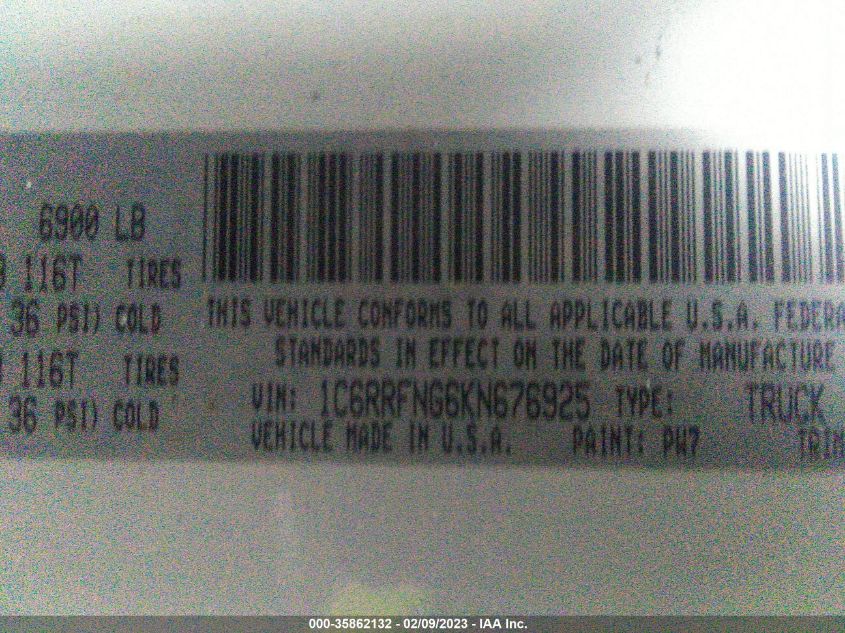 6900 LB
116T TIRES
36 PSI) COLD
116T TIRES
36 PSI) COLD
THIS VEHICLE CONFORMS TO ALL APPLICABLE U.S.A. FEDERA
STANDARDS IN EFFECT ON THE DATE OF MANUFACTURE
VIN: 1C6RRFNG6KN676925 TYPE: TRUCK
VEHICLE MADE IN U.S.A. PAINT: PW7 TRIM
000-35862132 - 02/09/2023 - IAA Inc.